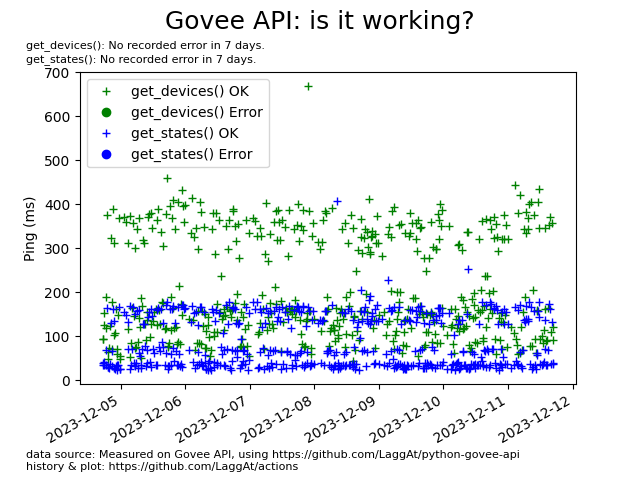 Govee API: is it working?
get_devices(): No recorded error in 7 days.
get_states(): No recorded error in 7 days.
get_devices() OK
get_devices() Error
get_states() OK
get_states() Error
Ping (ms)
700
600
500
400
300
200
100
0
2023-12-05
2023-12-06
2023-12-07
2023-12-08
2023-12-09
2023-12-10
2023-12-11
2023-12-12
data source: Measured on Govee API, using https://github.com/LaggAt/python-govee-api
history & plot: https://github.com/LaggAt/actions